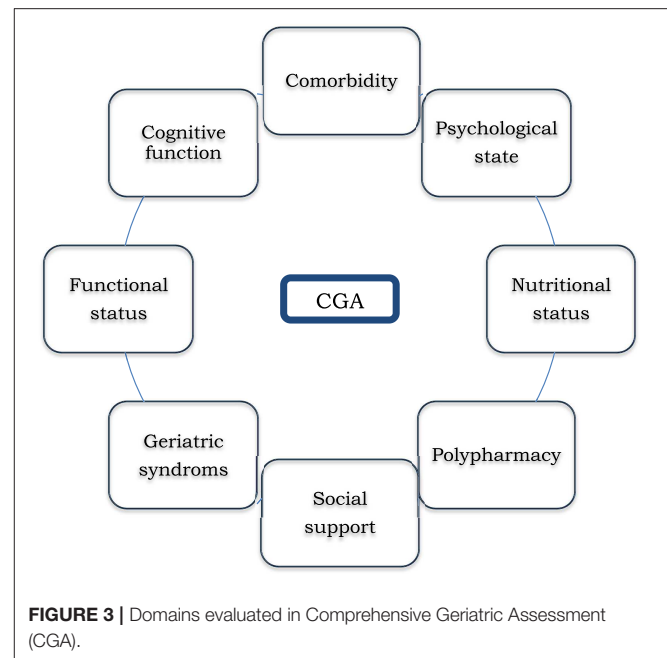 Comorbidity
Cognitive
function
Psychological
state
Functional
status
CGA
Nutritional
status
Geriatric
syndroms
Polypharmacy
Social
support
FIGURE 3 | Domains evaluated in Comprehensive Geriatric Assessment
(CGA).